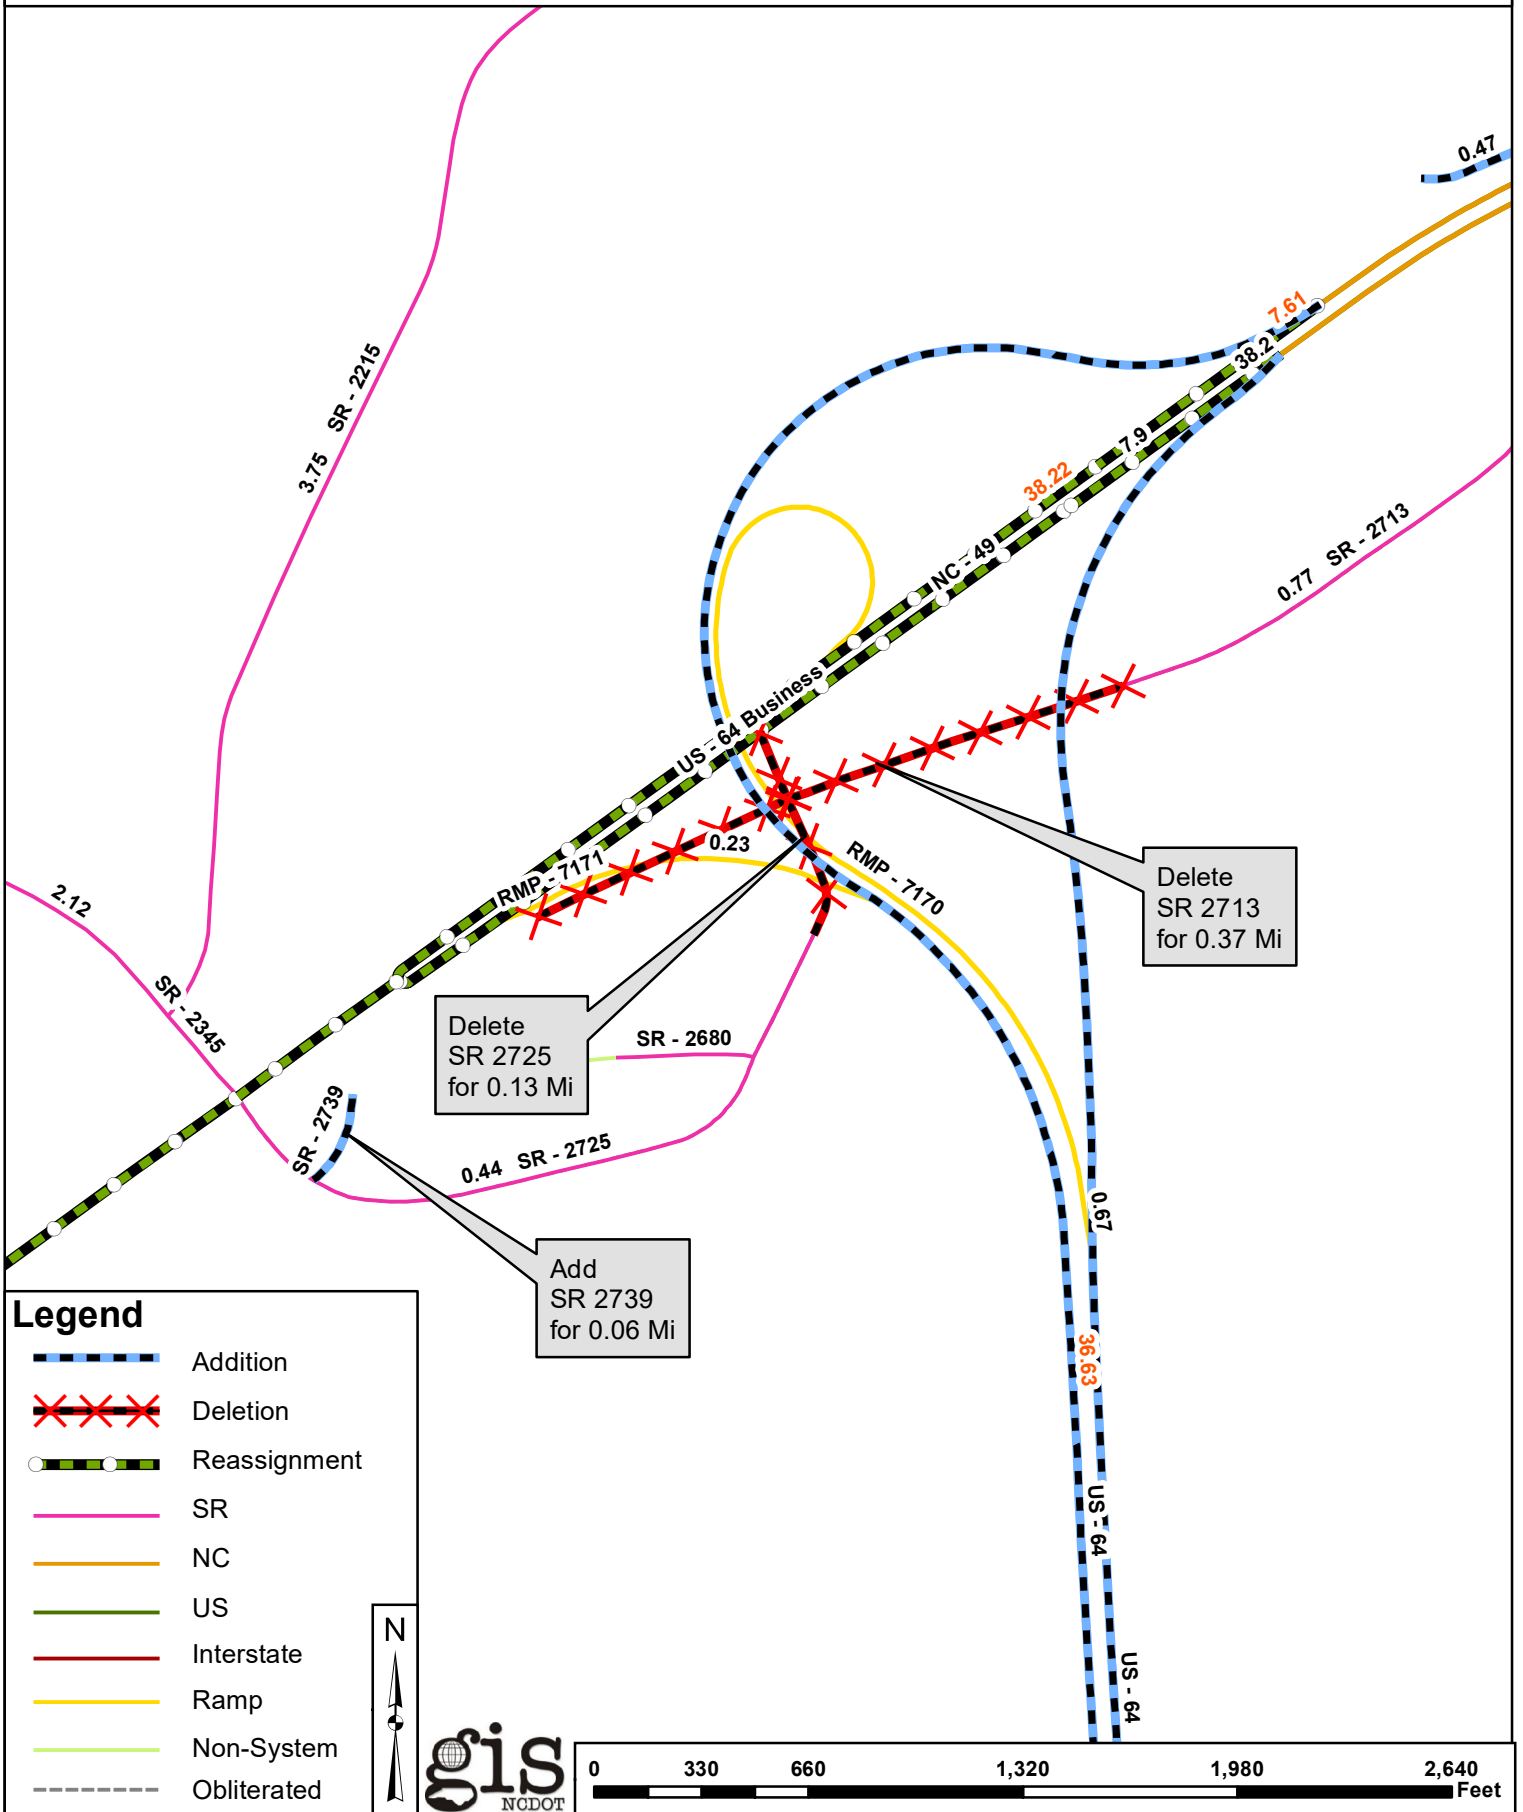 0.47
7.61
38.2
7.9
38.22
NC - 49
3.75 SR - 2215
0.77 SR - 2713
US - 64 Business
0.23
RMP - 7171
RMP - 7170
2.12
SR - 2345
Delete
SR 2713
for 0.37 Mi
Delete
SR 2725
for 0.13 Mi
SR - 2680
SR - 2739
0.44 SR - 2725
0.67
Add
SR 2739
for 0.06 Mi
36.63
US - 64
US - 64
Legend
Addition
Deletion
Reassignment
SR
NC
US
Interstate
Ramp
Non-System
Obliterated
N
gis
NCDOT
0 330 660 1,320 1,980 2,640
Feet